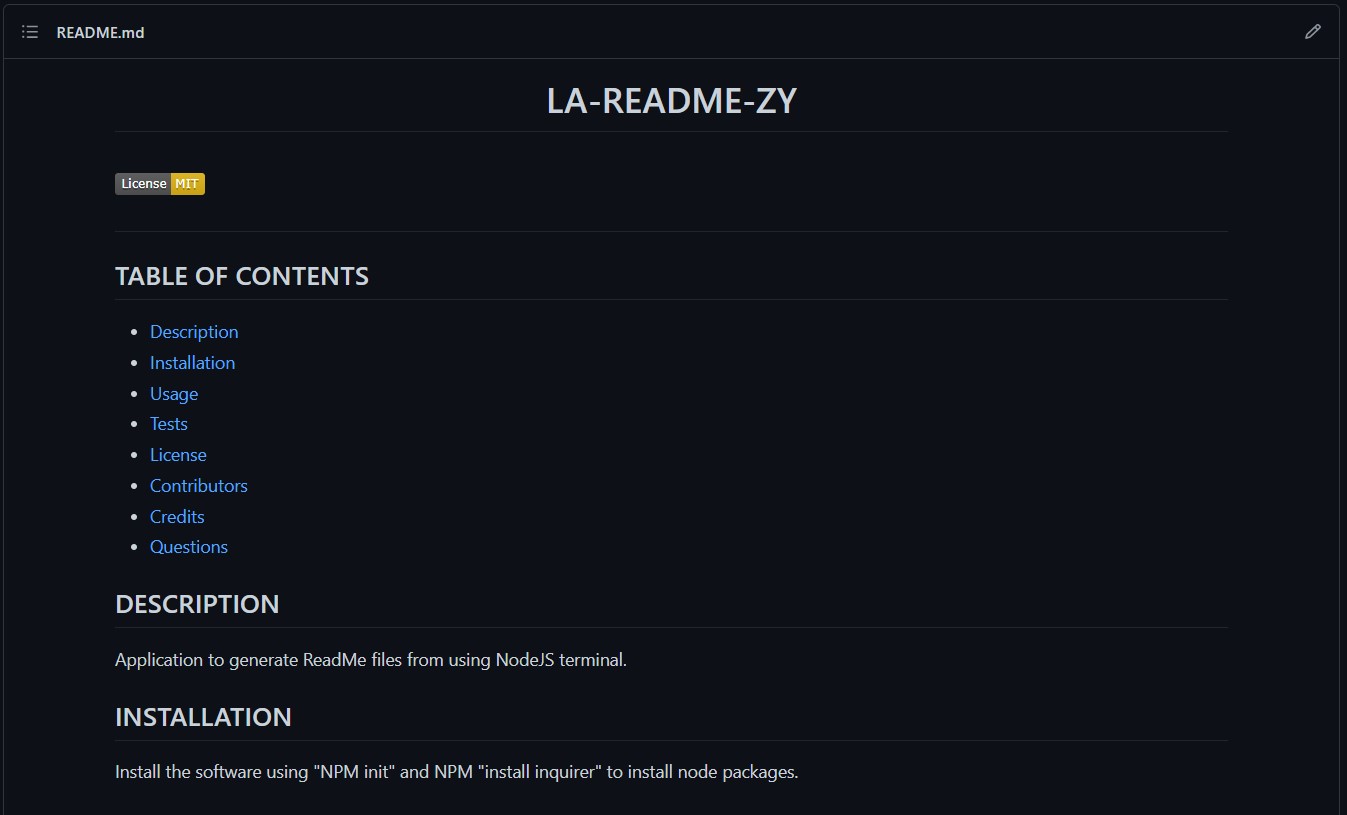 README.md
LA-README-ZY
License MIT
TABLE OF CONTENTS
Description
Installation
Usage
Tests
License
Contributors
Credits
Questions
DESCRIPTION
Application to generate ReadMe files from using NodeJS terminal.
INSTALLATION
Install the software using "NPM init" and NPM "install inquirer" to install node packages.